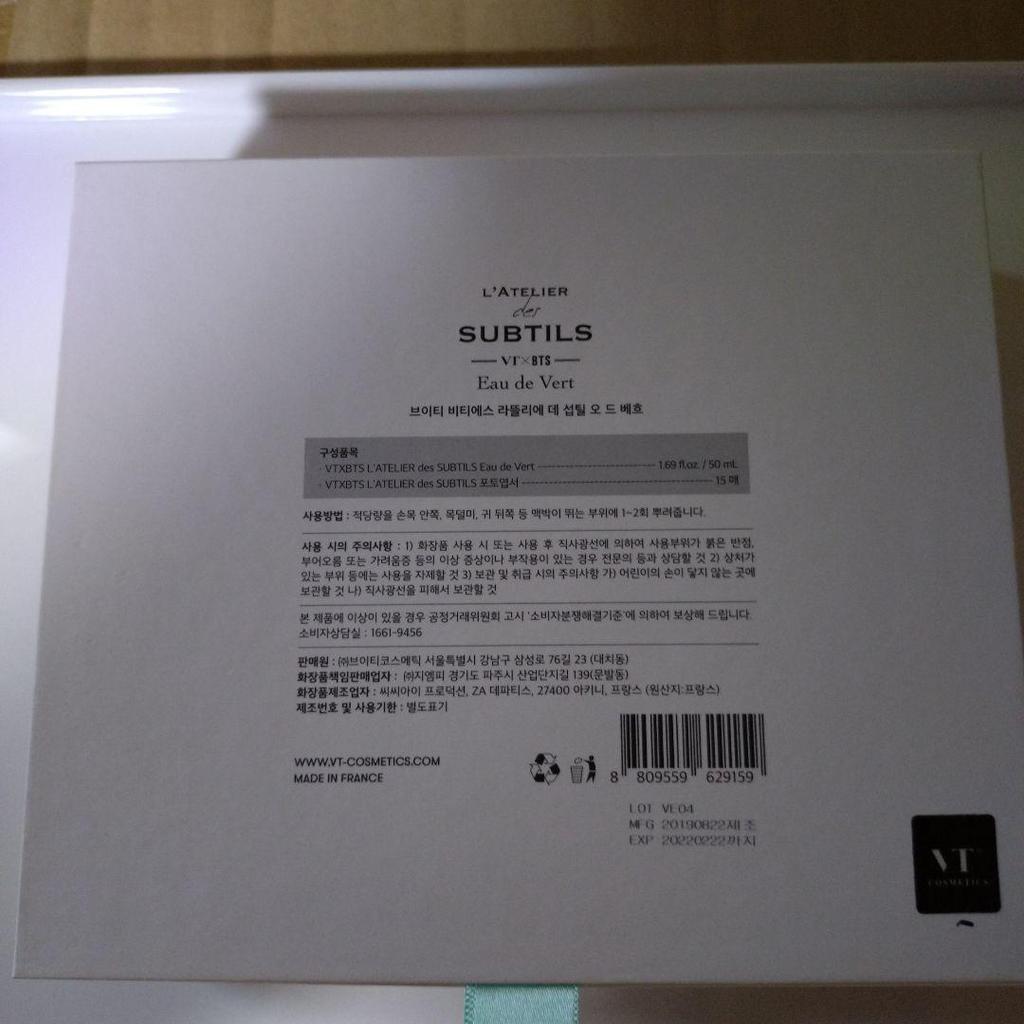 L'ATELIER
des
SUBTILS
VT×BTS
Eau de Vert
브이티 비티에스 라뜰리에 데 섭틸 오 드 베흐
구성품목
· VTXBTS L'ATELIER des SUBTILS Eau de Vert ---------------------------- 1.69 fl.oz. / 50 mL
· VTXBTS L'ATELIER des SUBTILS 포토엽서 ---------------------------------------------- 15 매
사용방법 : 적당량을 손목 안쪽, 목덜미, 귀 뒤쪽 등 맥박이 뛰는 부위에 1~2회 뿌려줍니다.
사용 시의 주의사항 : 1) 화장품 사용 시 또는 사용 후 직사광선에 의하여 사용부위가 붉은 반점,
부어오름 또는 가려움증 등의 이상 증상이나 부작용이 있는 경우 전문의 등과 상담할 것 2) 상처가
있는 부위 등에는 사용을 자제할 것 3) 보관 및 취급 시의 주의사항 가) 어린이의 손이 닿지 않는 곳에
보관할 것 나) 직사광선을 피해서 보관할 것
본 제품에 이상이 있을 경우 공정거래위원회 고시 '소비자분쟁해결기준'에 의하여 보상해 드립니다.
소비자상담실 : 1661-9456
판매원 : ㈜브이티코스메틱 서울특별시 강남구 삼성로 76길 23 (대치동)
화장품책임판매업자 : ㈜지엠피 경기도 파주시 산업단지길 139(문발동)
화장품제조업자 : 씨씨아이 프로덕션, ZA 데파티스, 27400 아키니, 프랑스 (원산지:프랑스)
제조번호 및 사용기한 : 별도표기
WWW.VT-COSMETICS.COM
MADE IN FRANCE
8 809559 629159
LOT VE04
MFG 20190822제조
EXP 20220222까지
VT
COSMETICS